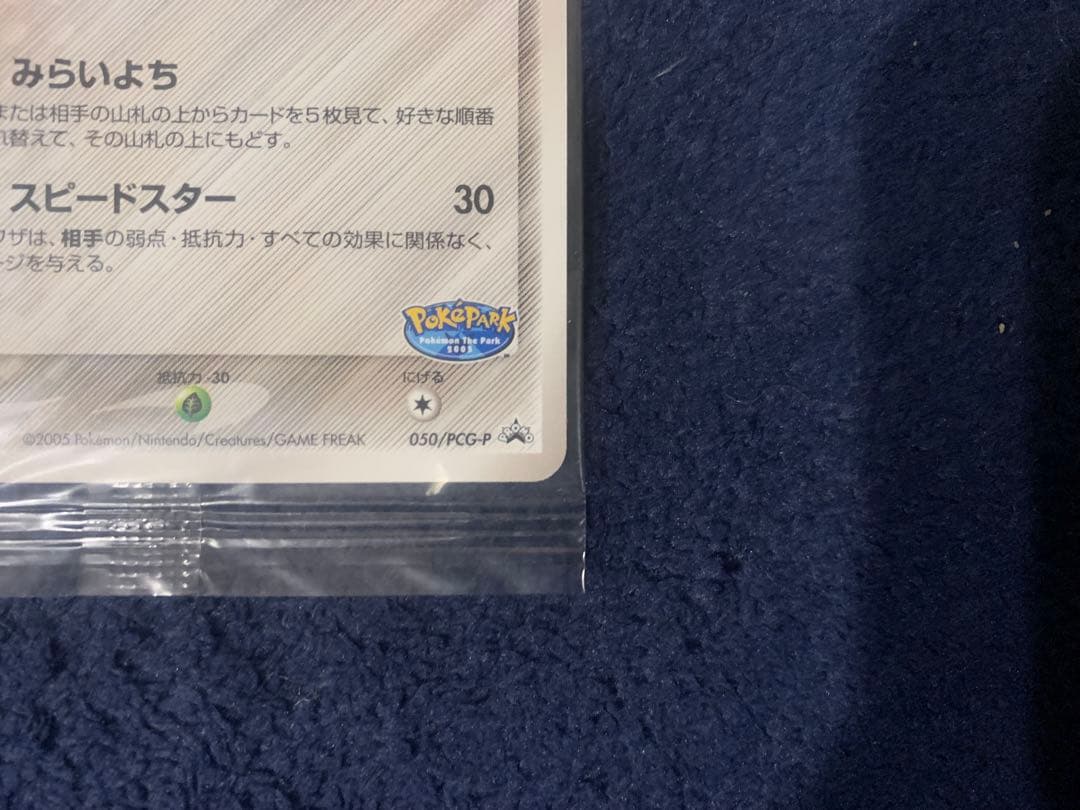 みらいよち
または相手の山札の上からカードを5枚見て、好きな順番
れ替えて、その山札の上にもどす。
スピードスター 30
ワザは、相手の弱点・抵抗力・すべての効果に関係なく、
ージを与える。
PokéPARK
Pokémon The Park
2005
抵抗力 -30
にげる
©2005 Pokémon/Nintendo/Creatures/GAME FREAK
050/PCG-P